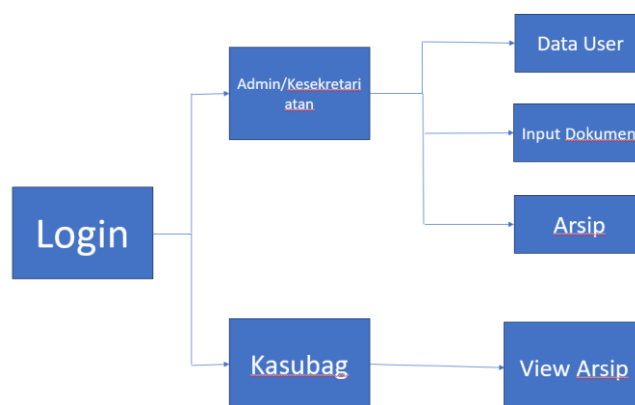 Data User
Admin/Kesekretari
atan
Input Dokumen
Login
Arsip
Kasubag
View Arsip